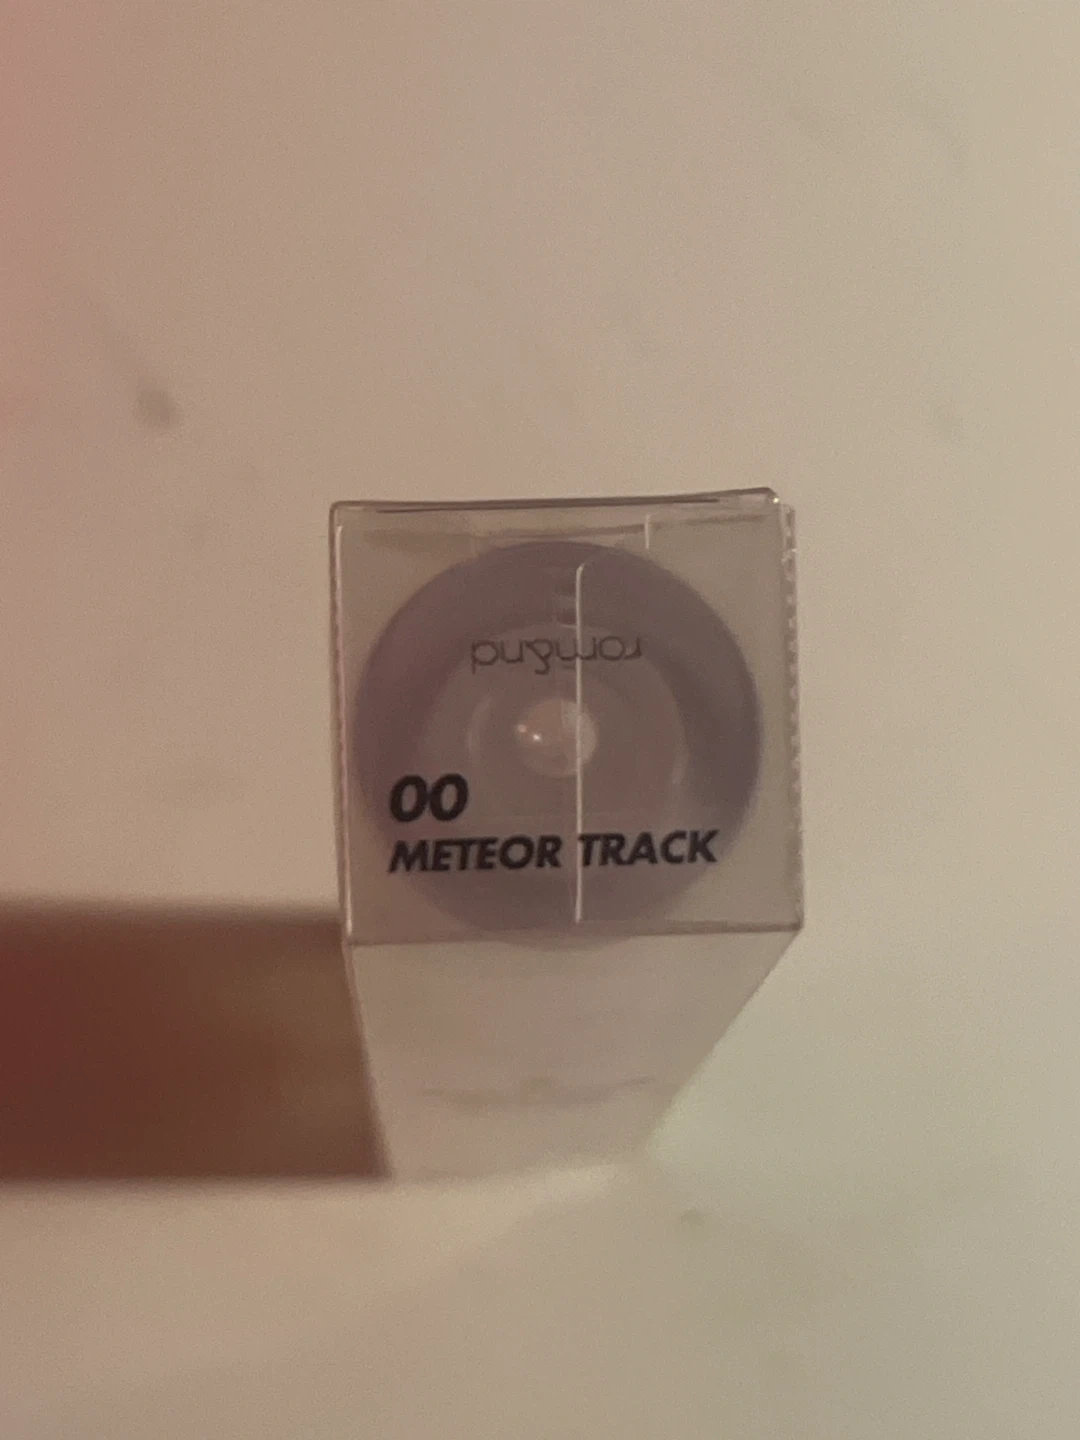 rom&nd
00
METEOR TRACK